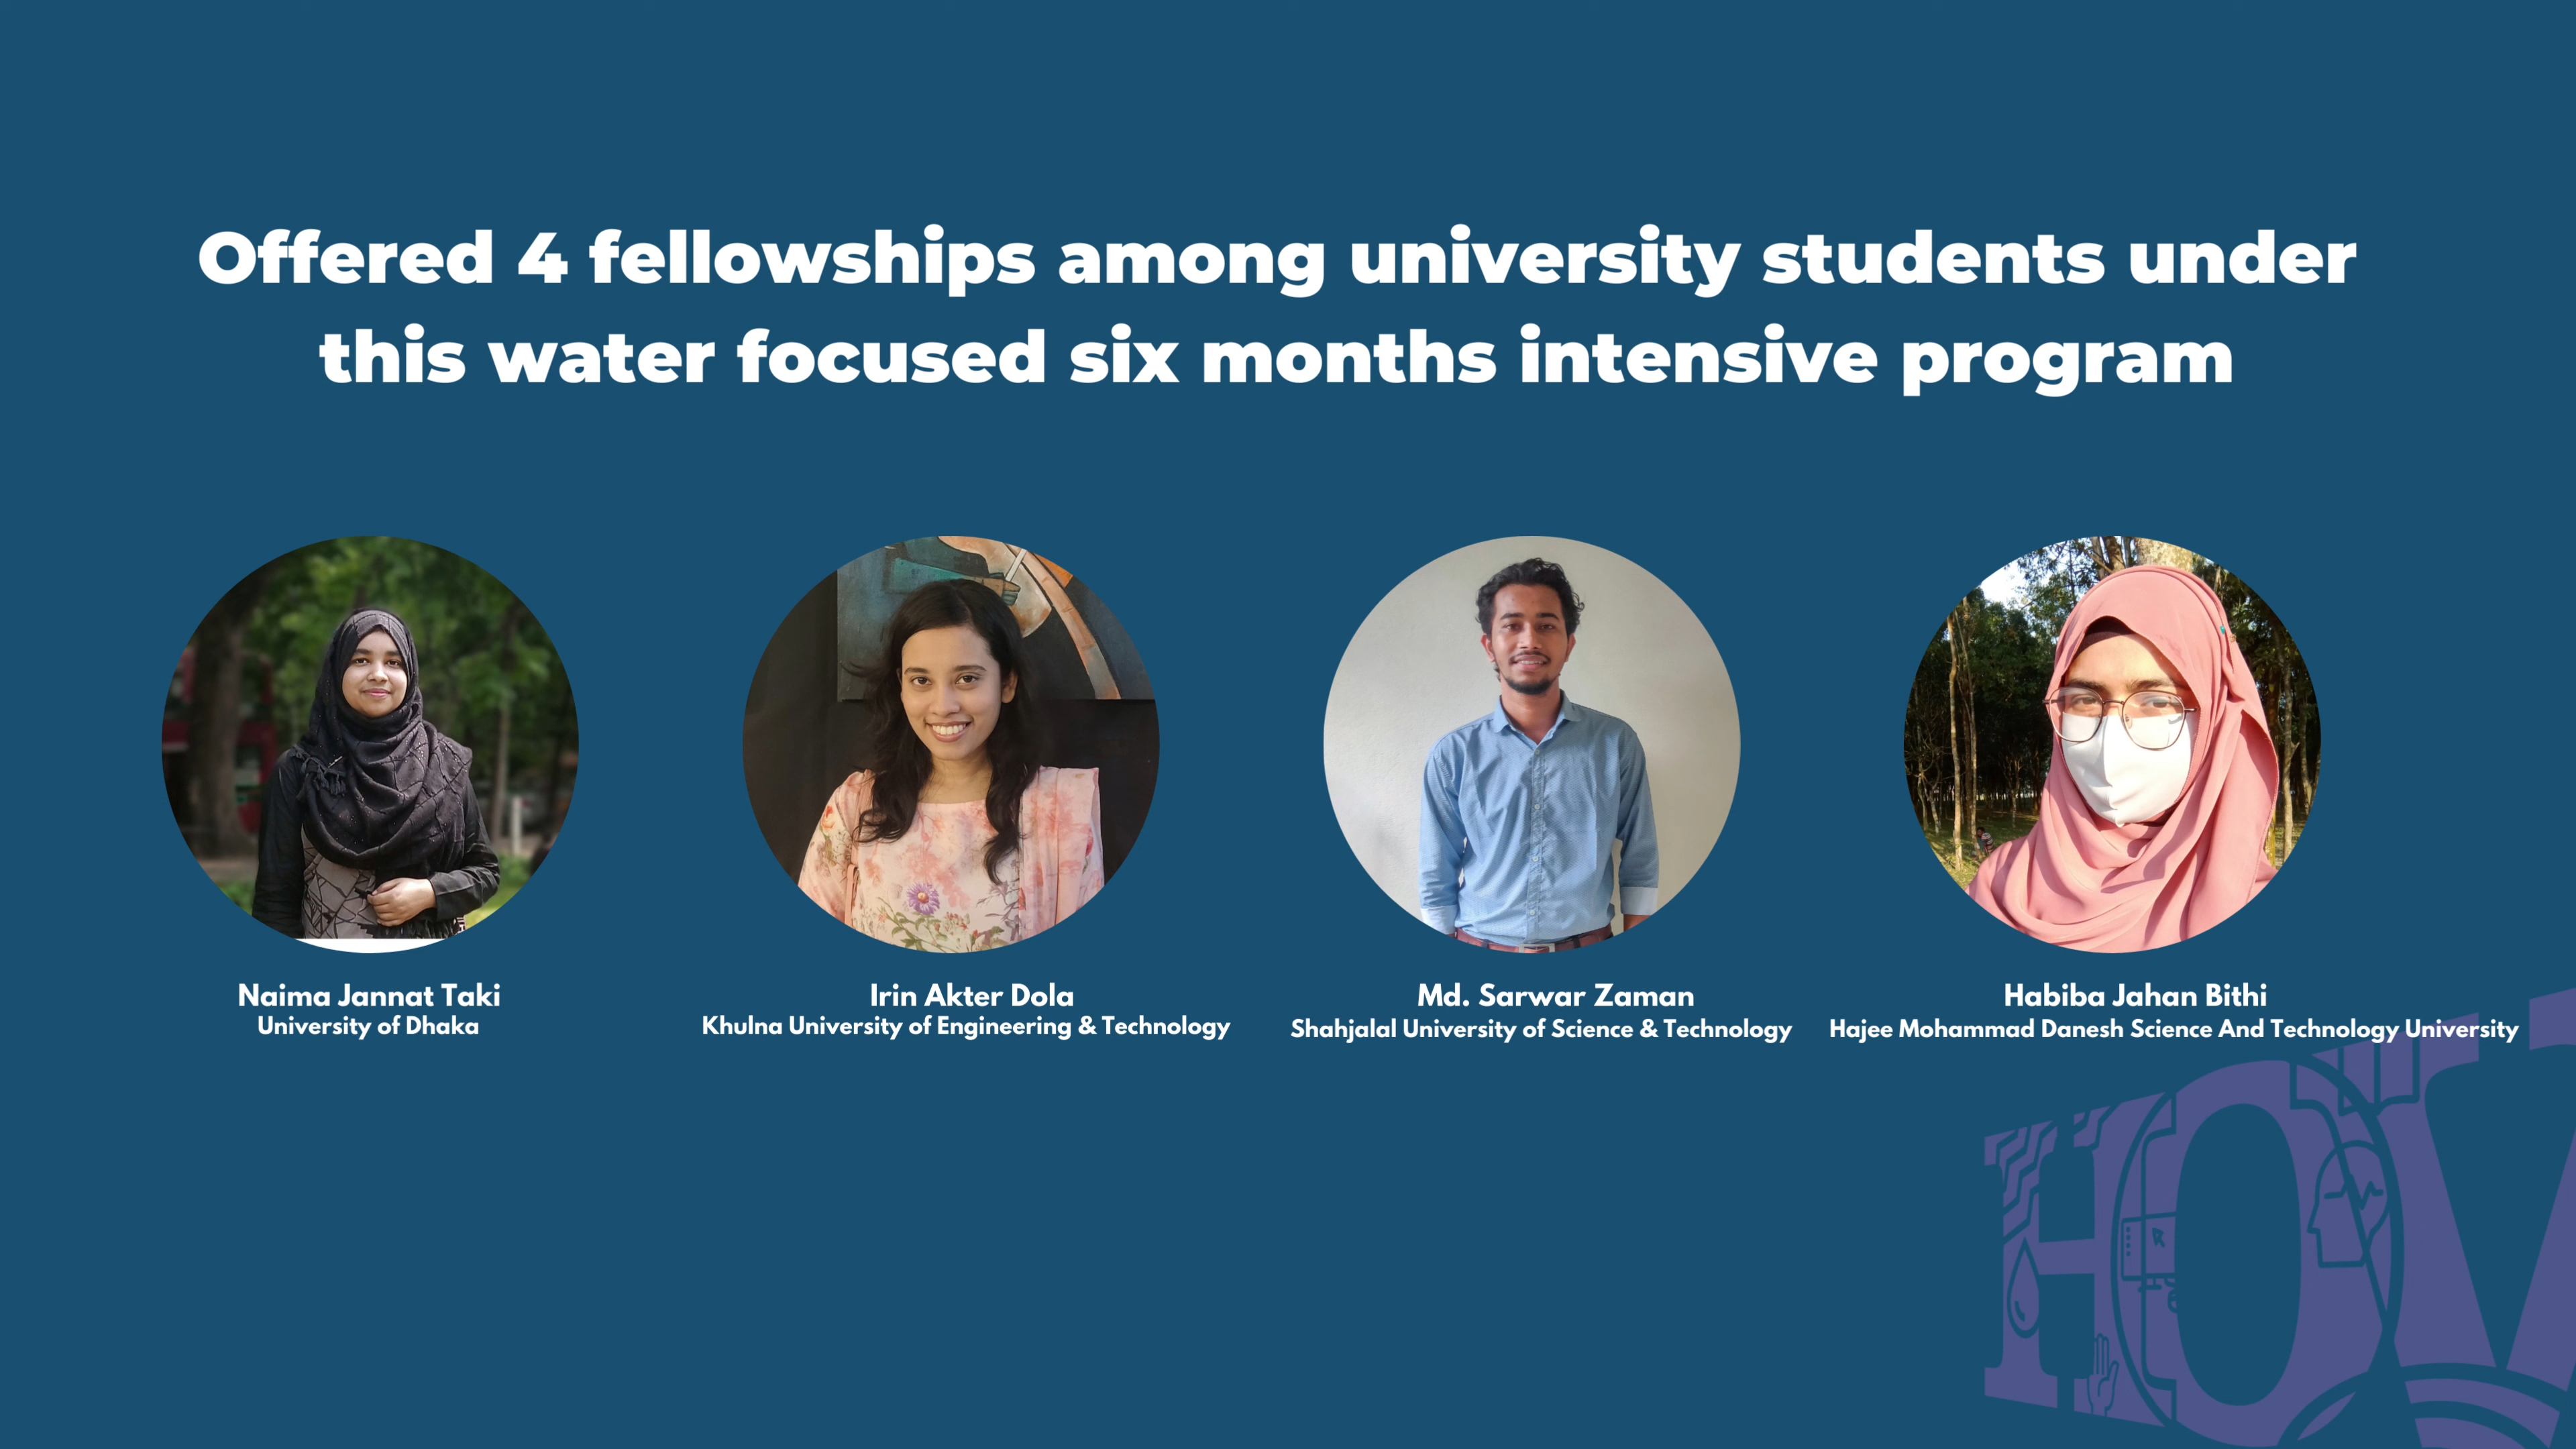 Offered 4 fellowships among university students under
this water focused six months intensive program
Naima Jannat Taki
University of Dhaka
Irin Akter Dola
Khulna University of Engineering & Technology
Md. Sarwar Zaman
Shahjalal University of Science & Technology
Habiba Jahan Bithi
Hajee Mohammad Danesh Science And Technology University
HOV